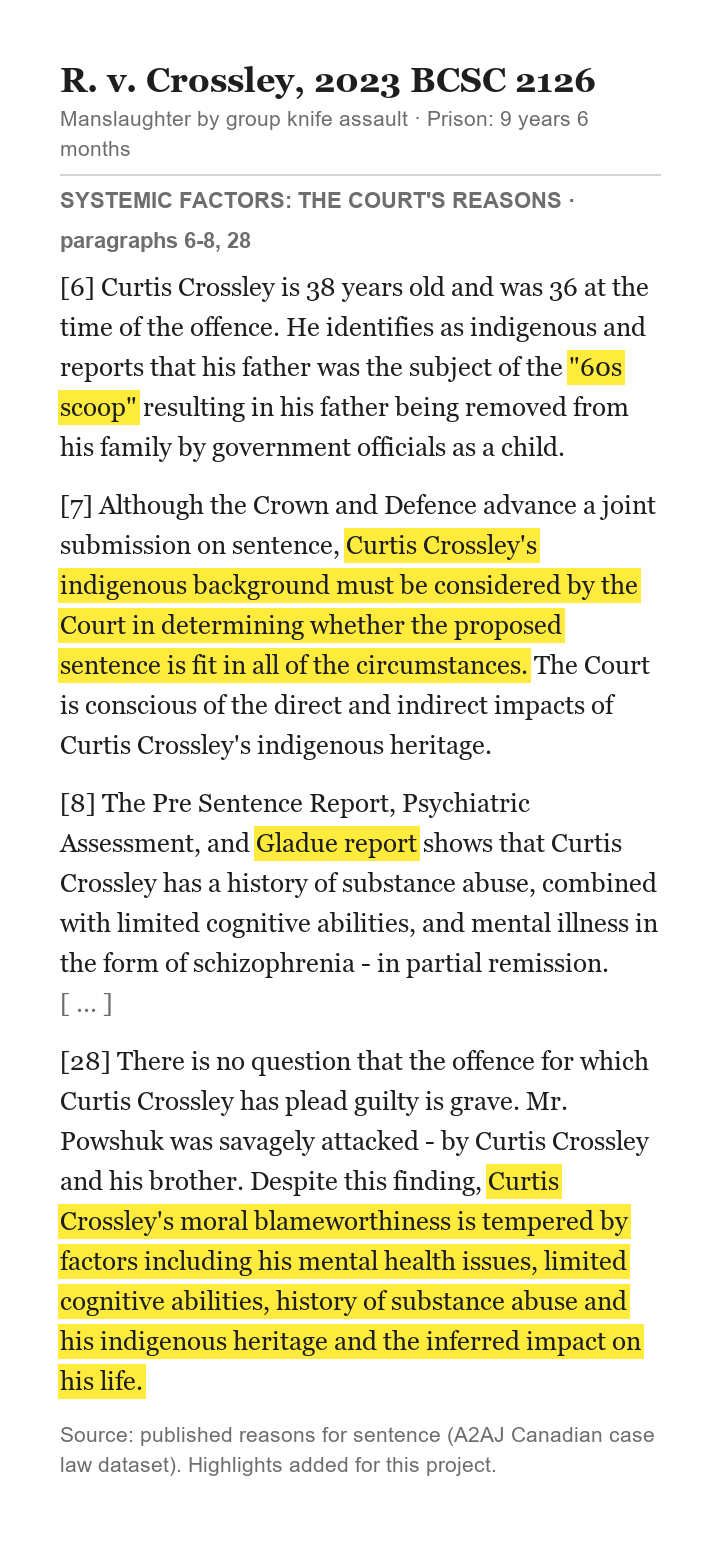 R. v. Crossley, 2023 BCSC 2126
Manslaughter by group knife assault · Prison: 9 years 6
months
SYSTEMIC FACTORS: THE COURT'S REASONS ·
paragraphs 6-8, 28
[6] Curtis Crossley is 38 years old and was 36 at the
time of the offence. He identifies as indigenous and
reports that his father was the subject of the "60s
scoop" resulting in his father being removed from
his family by government officials as a child.
[7] Although the Crown and Defence advance a joint
submission on sentence, Curtis Crossley's
indigenous background must be considered by the
Court in determining whether the proposed
sentence is fit in all of the circumstances. The Court
is conscious of the direct and indirect impacts of
Curtis Crossley's indigenous heritage.
[8] The Pre Sentence Report, Psychiatric
Assessment, and Gladue report shows that Curtis
Crossley has a history of substance abuse, combined
with limited cognitive abilities, and mental illness in
the form of schizophrenia - in partial remission.
[ ... ]
[28] There is no question that the offence for which
Curtis Crossley has plead guilty is grave. Mr.
Powshuk was savagely attacked - by Curtis Crossley
and his brother. Despite this finding, Curtis
Crossley's moral blameworthiness is tempered by
factors including his mental health issues, limited
cognitive abilities, history of substance abuse and
his indigenous heritage and the inferred impact on
his life.
Source: published reasons for sentence (A2AJ Canadian case
law dataset). Highlights added for this project.